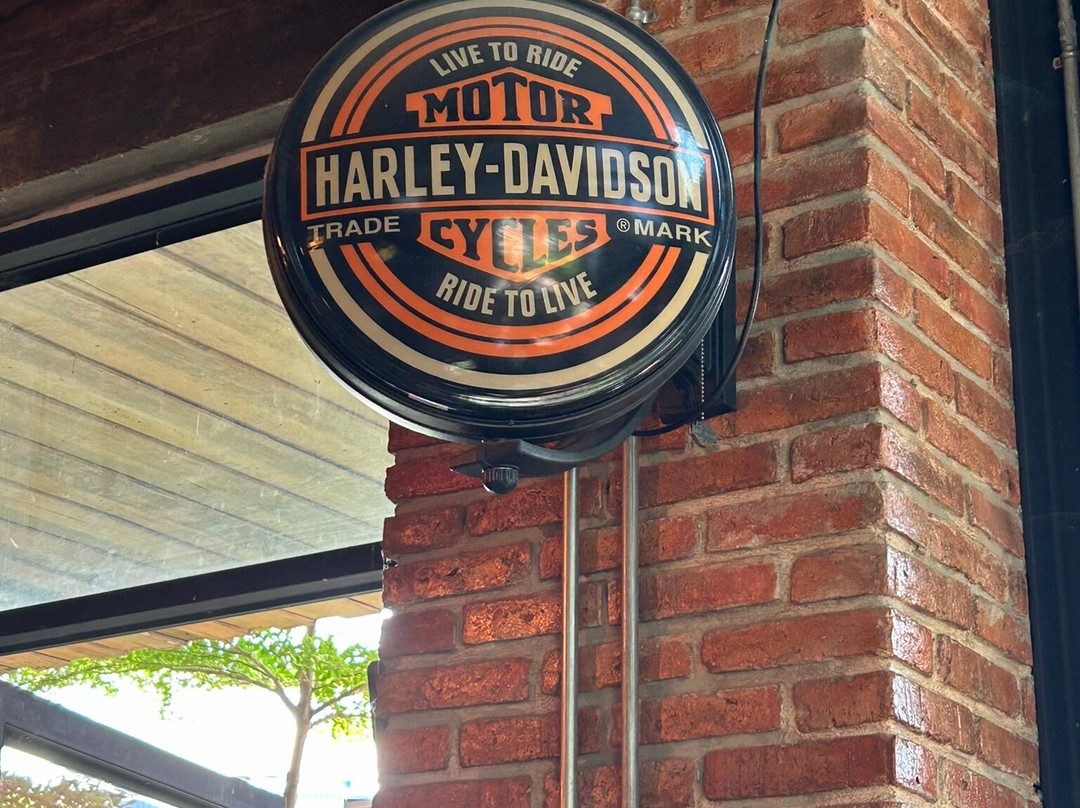 LIVE TO RIDE
MOTOR
HARLEY-DAVIDSON
TRADE ® MARK
CYCLES
RIDE TO LIVE